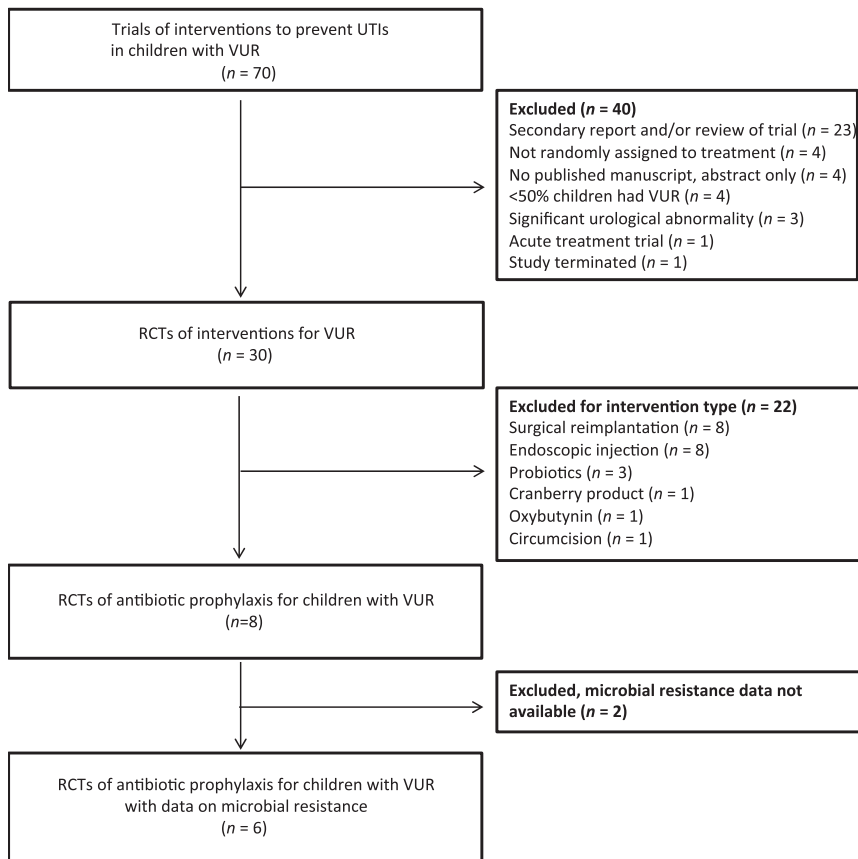 Trials of interventions to prevent UTIs
in children with VUR
(n = 70)
Excluded (n = 40)
Secondary report and/or review of trial (n = 23)
Not randomly assigned to treatment (n = 4)
No published manuscript, abstract only (n = 4)
<50% children had VUR (n = 4)
Significant urological abnormality (n = 3)
Acute treatment trial (n = 1)
Study terminated (n = 1)
RCTs of interventions for VUR
(n = 30)
Excluded for intervention type (n = 22)
Surgical reimplantation (n = 8)
Endoscopic injection (n = 8)
Probiotics (n = 3)
Cranberry product (n = 1)
Oxybutynin (n = 1)
Circumcision (n = 1)
RCTs of antibiotic prophylaxis for children with VUR
(n=8)
Excluded, microbial resistance data not
available (n = 2)
RCTs of antibiotic prophylaxis for children with VUR
with data on microbial resistance
(n = 6)